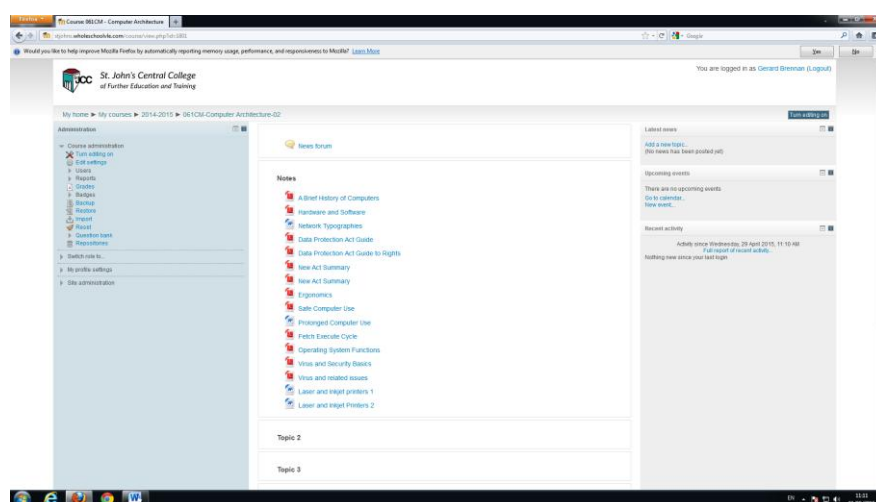 Firefox
Course: 061CM - Computer Architecture
stjohns.wholeschoolvle.com/course/view.php?id=1801
Google
Would you like to help improve Mozilla Firefox by automatically reporting memory usage, performance, and responsiveness to Mozilla? Learn More
Yes
No
JCC
St. John's Central College
of Further Education and Training
You are logged in as Gerard Brennan (Logout)
My home ► My courses ► 2014-2015 ► 061CM-Computer Architecture-02
Turn editing on
Administration
Course administration
Turn editing on
Edit settings
Users
Reports
Grades
Badges
Backup
Restore
Import
Reset
Question bank
Repositories
Switch role to...
My profile settings
Site administration
News forum
Notes
A Brief History of Computers
Hardware and Software
Network Typographies
Data Protection Act Guide
Data Protection Act Guide to Rights
New Act Summary
New Act Summary
Ergonomics
Safe Computer Use
Prolonged Computer Use
Fetch Execute Cycle
Operating System Functions
Virus and Security Basics
Virus and related issues
Laser and Inkjet printers 1
Laser and Inkjet Printers 2
Topic 2
Topic 3
Latest news
Add a new topic...
(No news has been posted yet)
Upcoming events
There are no upcoming events
Go to calendar...
New event...
Recent activity
Activity since Wednesday, 29 April 2015, 11:10 AM
Full report of recent activity...
Nothing new since your last login
EN
11:11